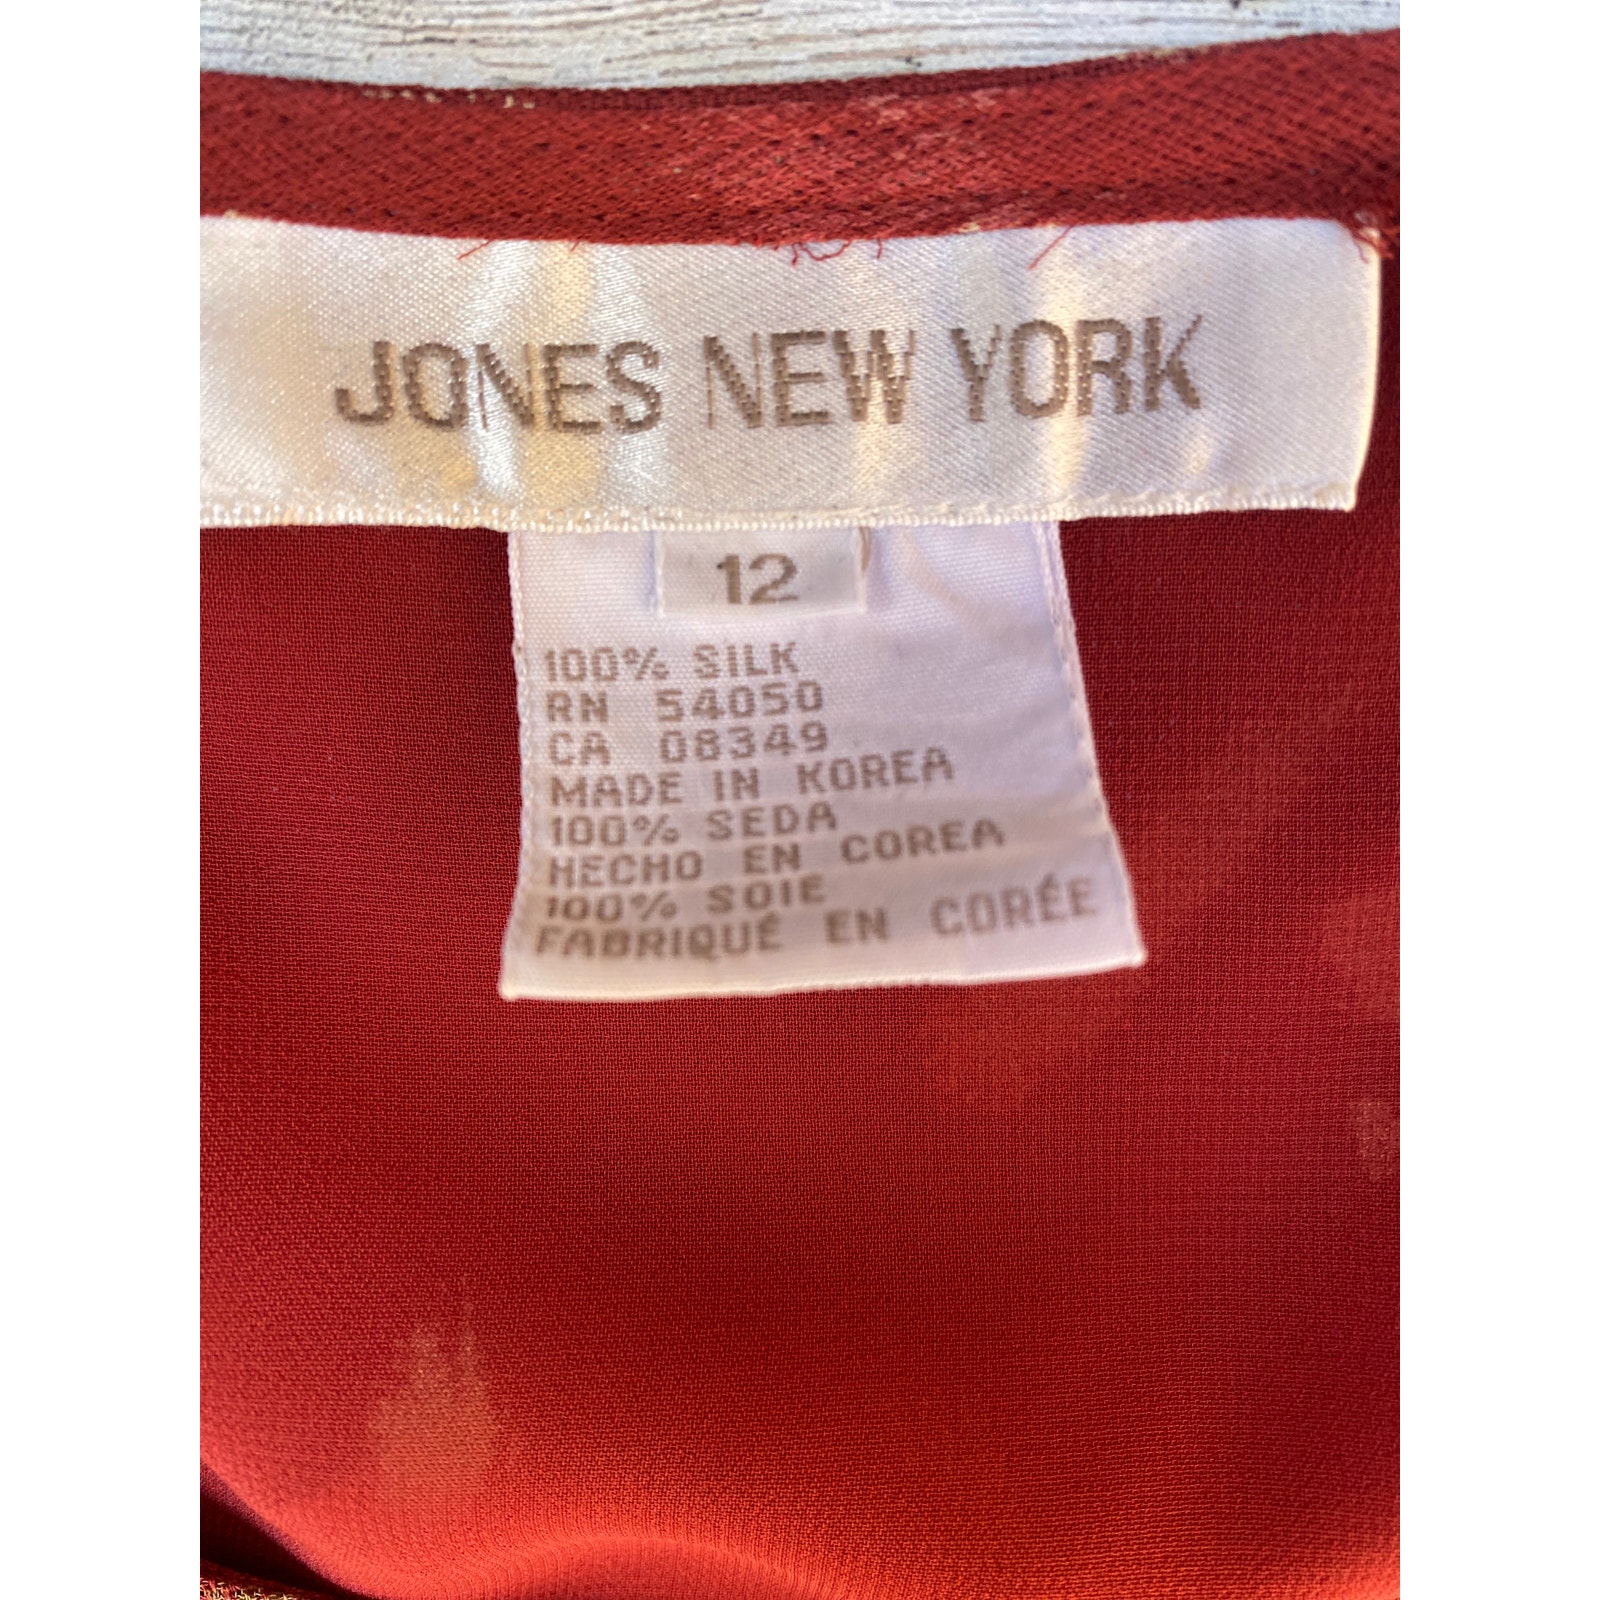 JONES NEW YORK
12
100% SILK
RN 54050
CA 08349
MADE IN KOREA
100% SEDA
HECHO EN COREA
100% SOIE
FABRIQUÉ EN CORÉE